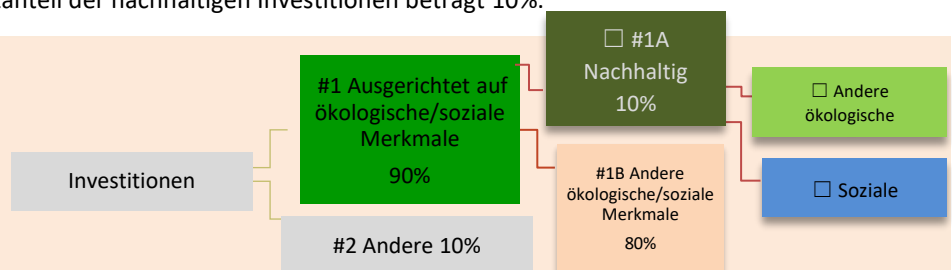 anteil der nachhaltigen Investitionen beträgt 10%.
Investitionen
#1 Ausgerichtet auf
ökologische/soziale
Merkmale
90%
#2 Andere 10%
☐ #1A
Nachhaltig
10%
#1B Andere
ökologische/soziale
Merkmale
80%
☐ Andere
ökologische
☐ Soziale